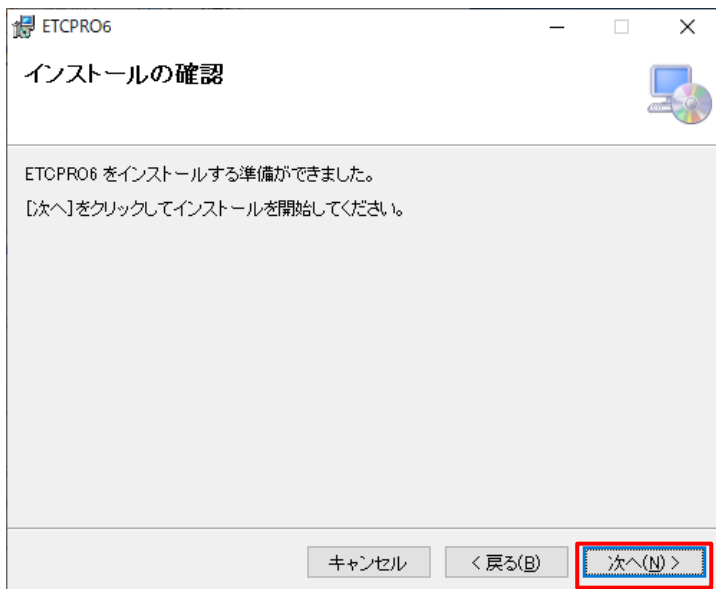 ETCPRO6
インストールの確認
ETCPRO6 をインストールする準備ができました。
[次へ]をクリックしてインストールを開始してください。
キャンセル
< 戻る(B)
次へ(N) >